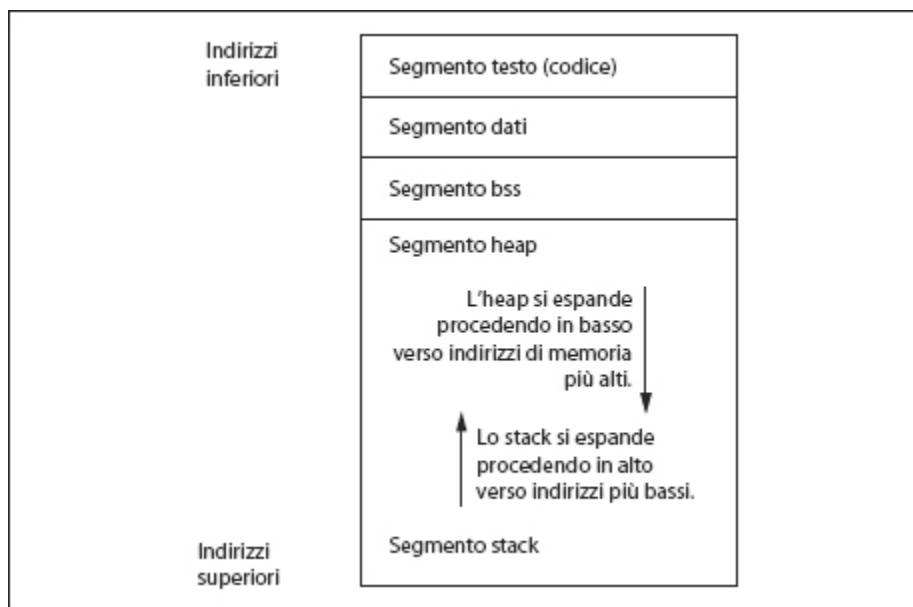 Indirizzi
inferiori
Segmento testo (codice)
Segmento dati
Segmento bss
Segmento heap
L'heap si espande
procedendo in basso
verso indirizzi di memoria
più alti.
Lo stack si espande
procedendo in alto
verso indirizzi più bassi.
Indirizzi
superiori
Segmento stack